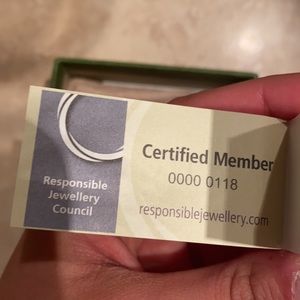 Responsible
Jewellery
Council
Certified Member
0000 0118
responsiblejewellery.com